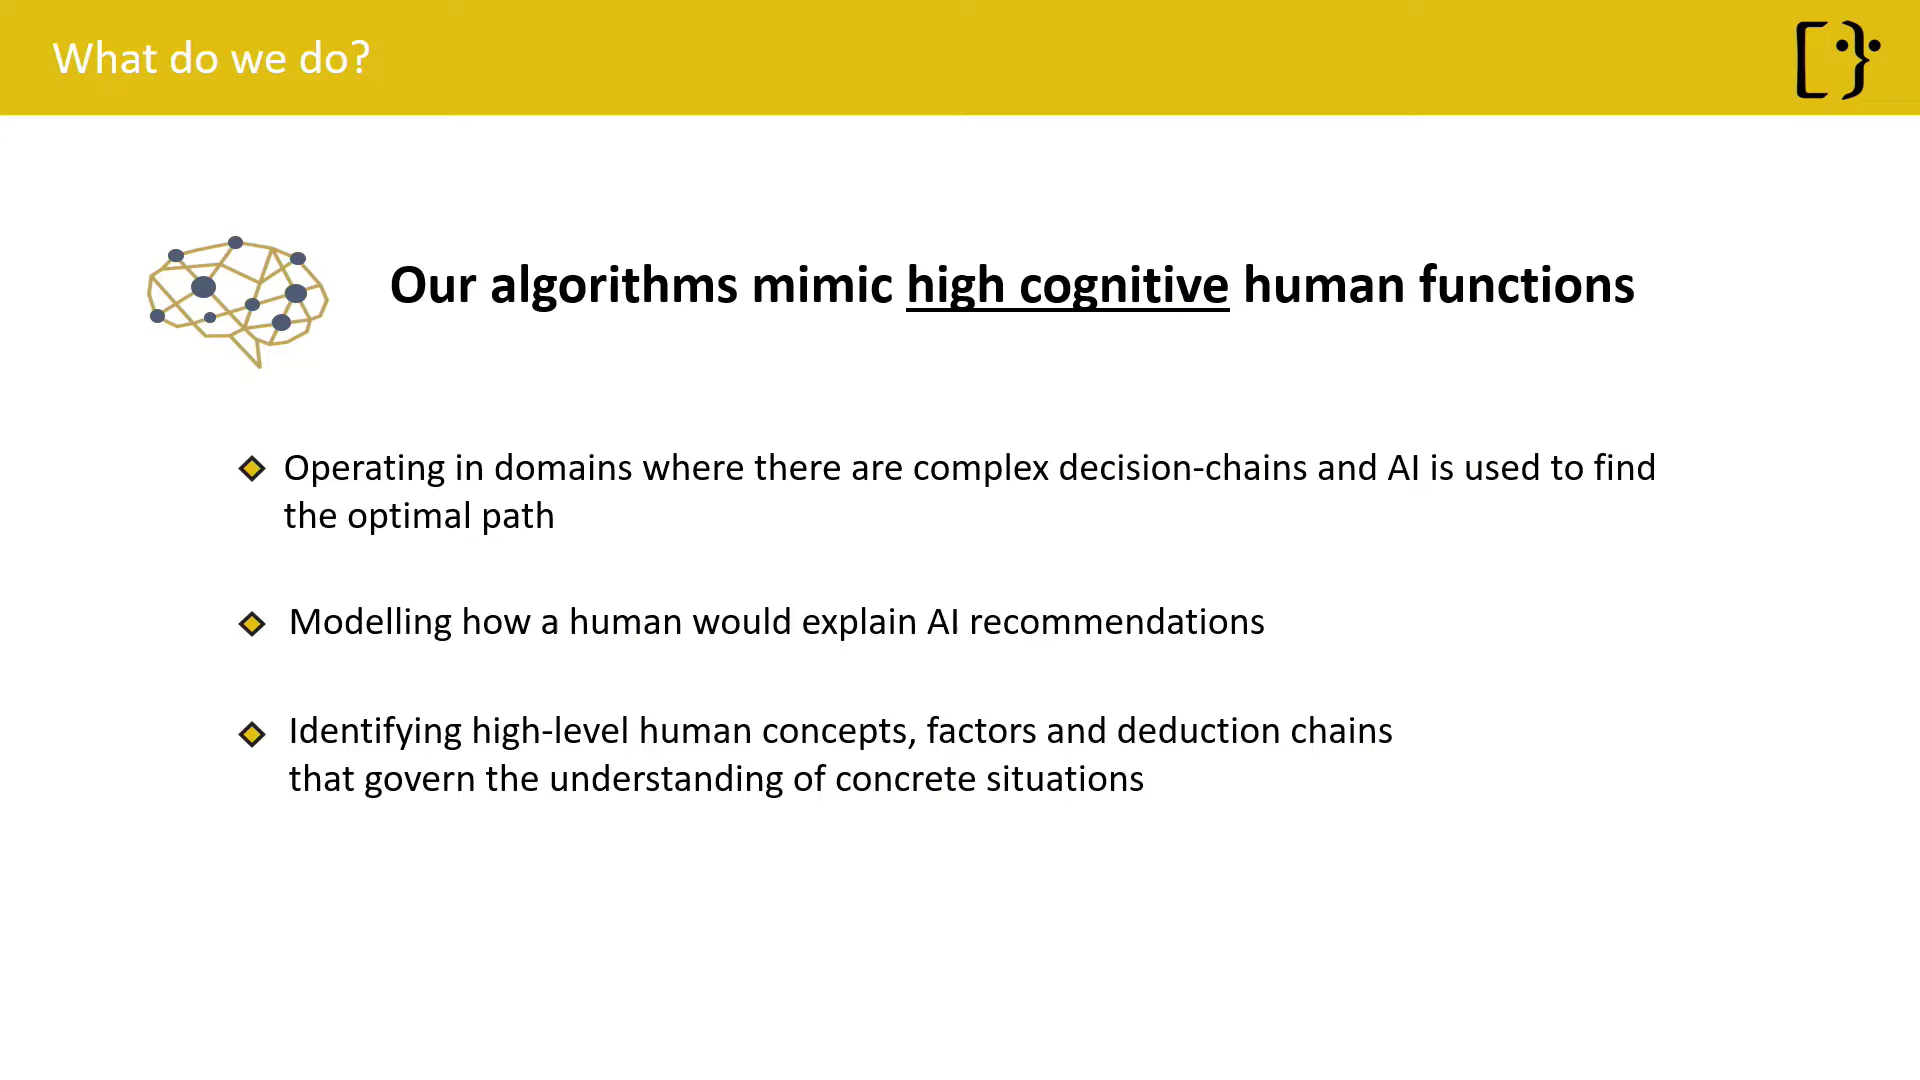 What do we do?
Our algorithms mimic high cognitive human functions
Operating in domains where there are complex decision-chains and AI is used to find
the optimal path
Modelling how a human would explain AI recommendations
Identifying high-level human concepts, factors and deduction chains
that govern the understanding of concrete situations